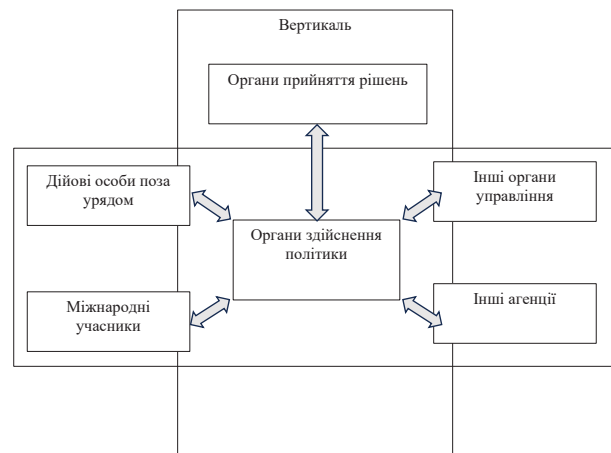 Вертикаль
Органи прийняття рішень
Дійові особи поза
урядом
Інші органи
управління
Органи здійснення
політики
Міжнародні
учасники
Інші агенції